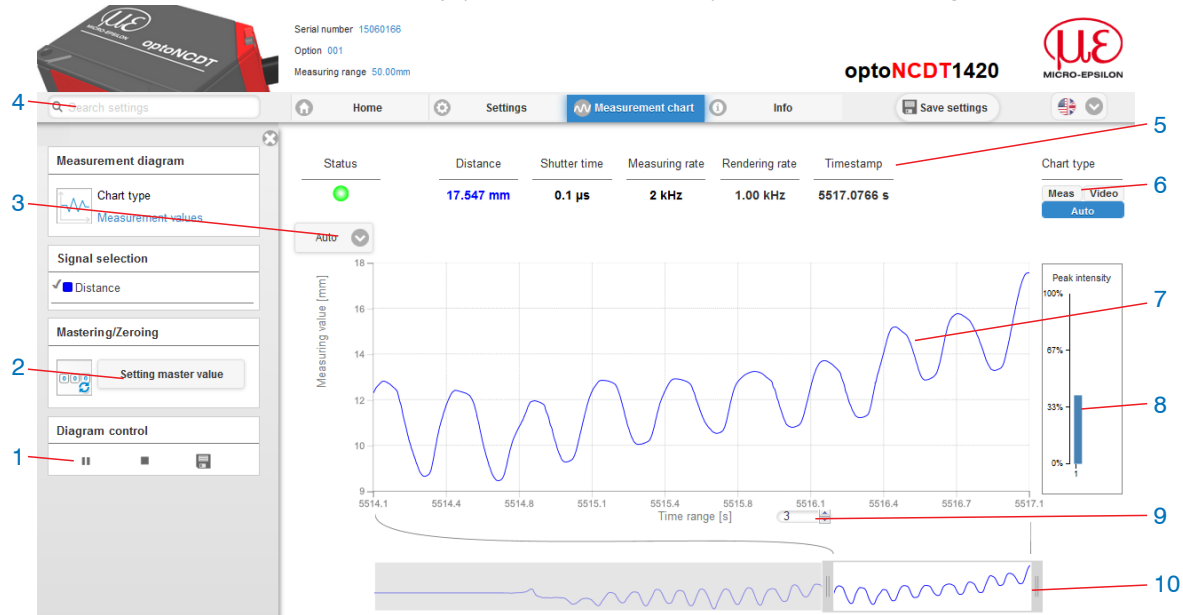 MICRO-EPSILON
optoNCDT
Serial number 15060166
Option 001
Measuring range 50.00mm
optoNCDT1420
MICRO-EPSILON
4
Search settings
Home
Settings
Measurement chart
Info
Save settings
5
Measurement diagram
Chart type
Measurement values
Status
Distance
Shutter time
Measuring rate
Rendering rate
Timestamp
Chart type
17.547 mm
0.1 µs
2 kHz
1.00 kHz
5517.0766 s
Meas
Video
Auto
6
3
Auto
Signal selection
Distance
Mastering/Zeroing
2
Setting master value
Diagram control
1
Measuring value [mm]
18
16
14
12
10
9
5514.1
5514.4
5514.8
5515.1
5515.4
5515.8
5516.1
5516.4
5516.7
5517.1
Time range [s]
3
Peak intensity
100%
67%
33%
0%
1
7
8
9
10